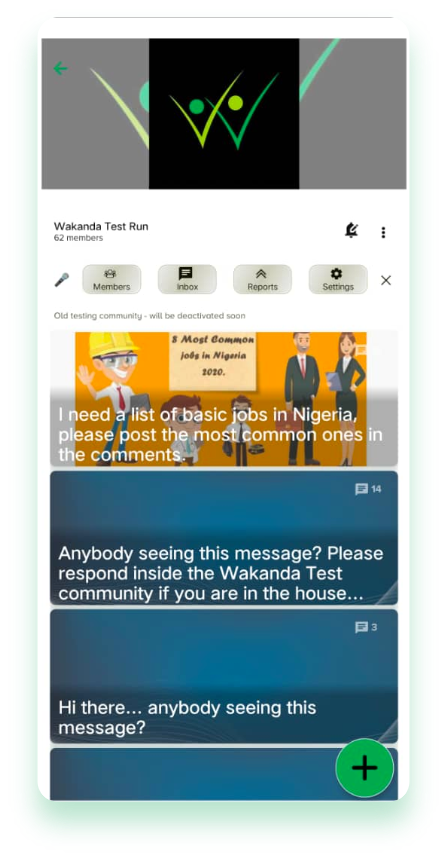 Wakanda Test Run
62 members
Members
Inbox
Reports
Settings
Old testing community - will be deactivated soon
8 Most Common
jobs in Nigeria
2020.
I need a list of basic jobs in Nigeria,
please post the most common ones in
the comments.
14
Anybody seeing this message? Please
respond inside the Wakanda Test
community if you are in the house...
3
Hi there... anybody seeing this
message?